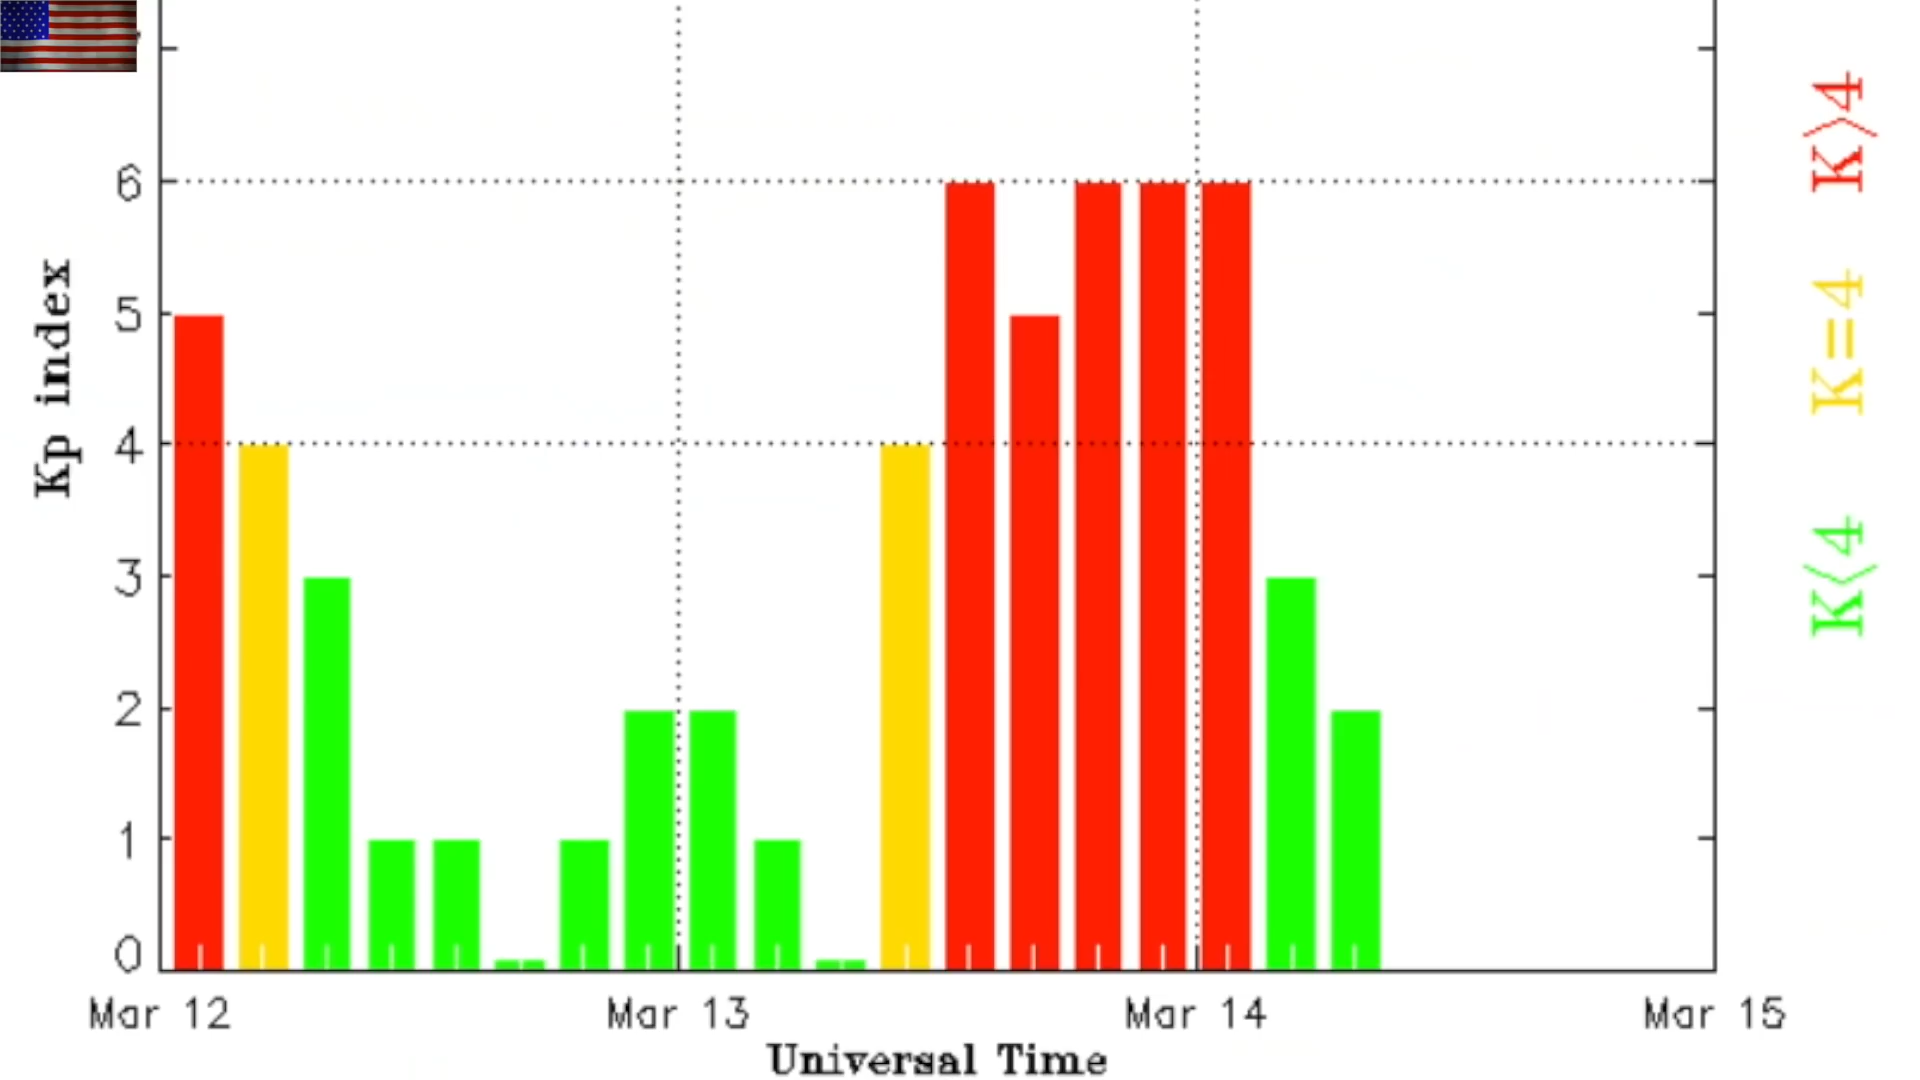 6
5
4
3
2
1
0
Kp index
Mar 12
Mar 13
Mar 14
Mar 15
Universal Time
K<4 K=4 K>4